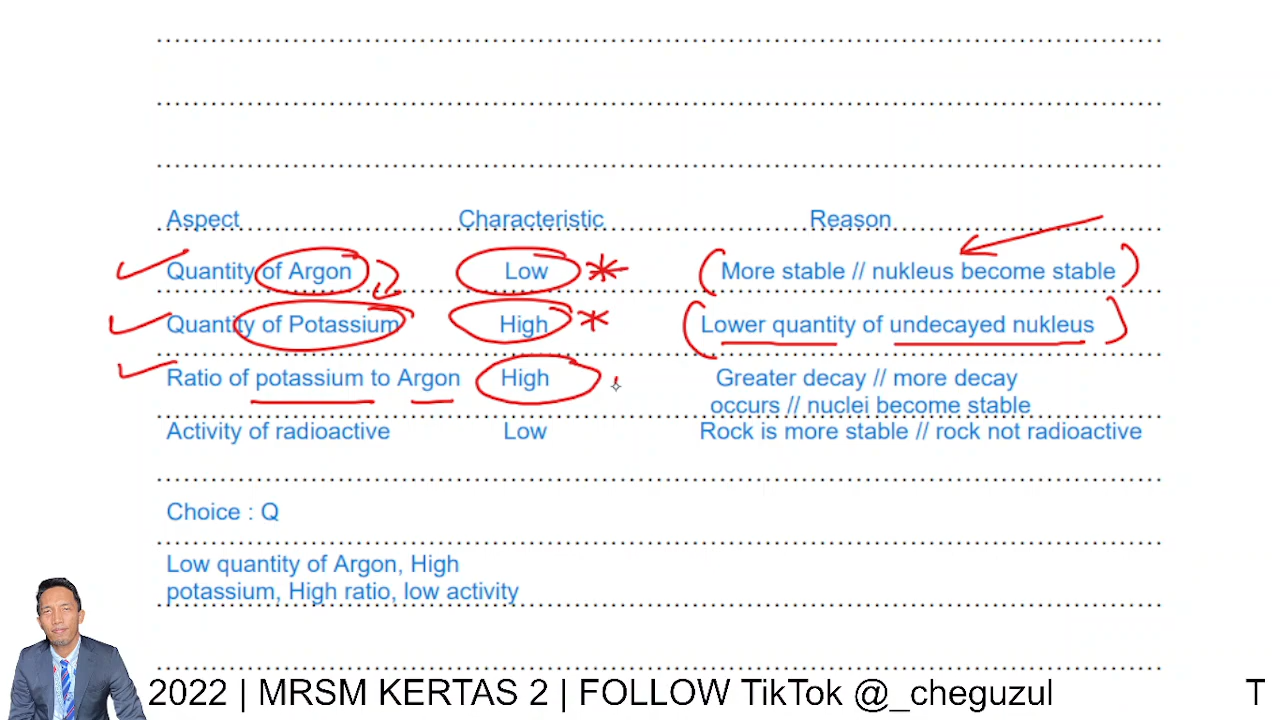 Aspect Characteristic Reason
Quantity of Argon Low More stable // nukleus become stable
Quantity of Potassium High Lower quantity of undecayed nukleus
Ratio of potassium to Argon High Greater decay // more decay
occurs // nuclei become stable
Activity of radioactive Low Rock is more stable // rock not radioactive
Choice : Q
Low quantity of Argon, High
potassium, High ratio, low activity
2022 | MRSM KERTAS 2 | FOLLOW TikTok @_cheguzul T